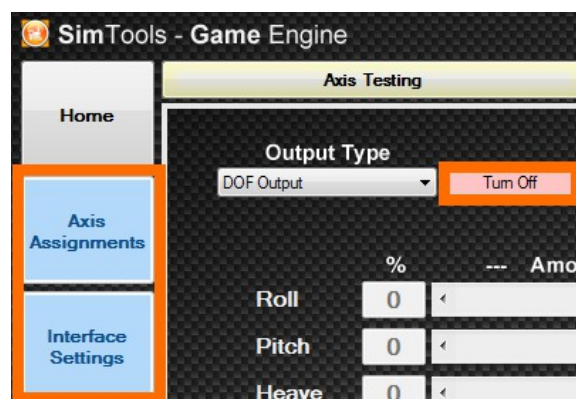 SimTools - Game Engine
Home
Axis Testing
Output Type
DOF Output
Turn Off
Axis
Assignments
% --- Amo
Roll 0
Interface
Settings
Pitch 0
Heave 0